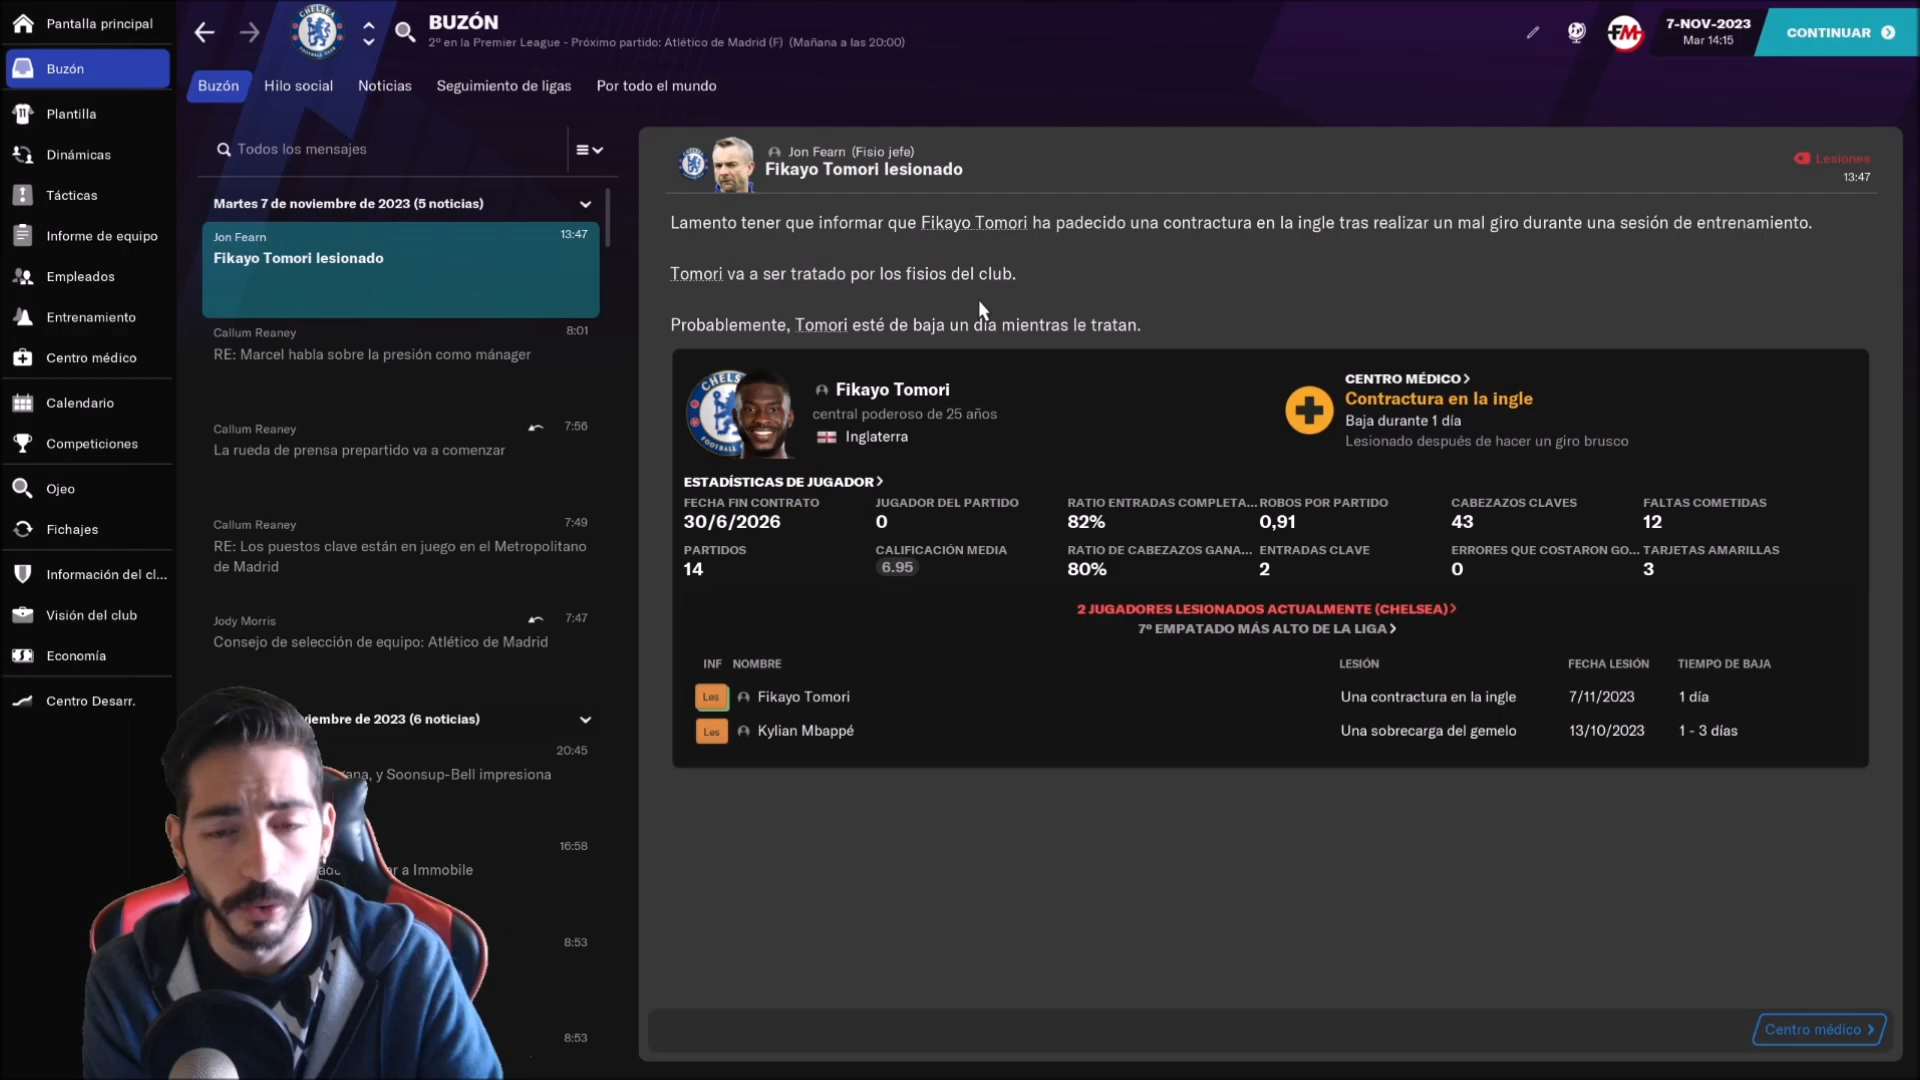 Pantalla principal
Buzón
Plantilla
Dinámicas
Tácticas
Informe de equipo
Empleados
Entrenamiento
Centro médico
Calendario
Competiciones
Ojeo
Fichajes
Información del cl...
Visión del club
Economía
Centro Desarr.
BUZÓN
2º en la Premier League - Próximo partido: Atlético de Madrid (F) (Mañana a las 20:00)
FM
7-NOV-2023
Mar 14:15
CONTINUAR
Buzón
Hilo social
Noticias
Seguimiento de ligas
Por todo el mundo
Todos los mensajes
Martes 7 de noviembre de 2023 (5 noticias)
Jon Fearn 13:47
Fikayo Tomori lesionado
Callum Reaney 8:01
RE: Marcel habla sobre la presión como mánager
Callum Reaney 7:56
La rueda de prensa prepartido va a comenzar
Callum Reaney 7:49
RE: Los puestos clave están en juego en el Metropolitano
de Madrid
Jody Morris 7:47
Consejo de selección de equipo: Atlético de Madrid
de 2023 (6 noticias)
20:45
y Soonsup-Bell impresiona
16:58
a Immobile
8:53
8:53
Jon Fearn (Fisio jefe)
Fikayo Tomori lesionado
Lesiones
13:47
Lamento tener que informar que Fikayo Tomori ha padecido una contractura en la ingle tras realizar un mal giro durante una sesión de entrenamiento.
Tomori va a ser tratado por los fisios del club.
Probablemente, Tomori esté de baja un día mientras le tratan.
Fikayo Tomori
central poderoso de 25 años
Inglaterra
CENTRO MÉDICO
Contractura en la ingle
Baja durante 1 día
Lesionado después de hacer un giro brusco
ESTADÍSTICAS DE JUGADOR
FECHA FIN CONTRATO JUGADOR DEL PARTIDO RATIO ENTRADAS COMPLETA... ROBOS POR PARTIDO CABEZAZOS CLAVES FALTAS COMETIDAS
30/6/2026 0 82% 0,91 43 12
PARTIDOS CALIFICACIÓN MEDIA RATIO DE CABEZAZOS GANA... ENTRADAS CLAVE ERRORES QUE COSTARON GO... TARJETAS AMARILLAS
14 6.95 80% 2 0 3
2 JUGADORES LESIONADOS ACTUALMENTE (CHELSEA)
7º EMPATADO MÁS ALTO DE LA LIGA
INF NOMBRE LESIÓN FECHA LESIÓN TIEMPO DE BAJA
Les Fikayo Tomori Una contractura en la ingle 7/11/2023 1 día
Les Kylian Mbappé Una sobrecarga del gemelo 13/10/2023 1 - 3 días
Centro médico